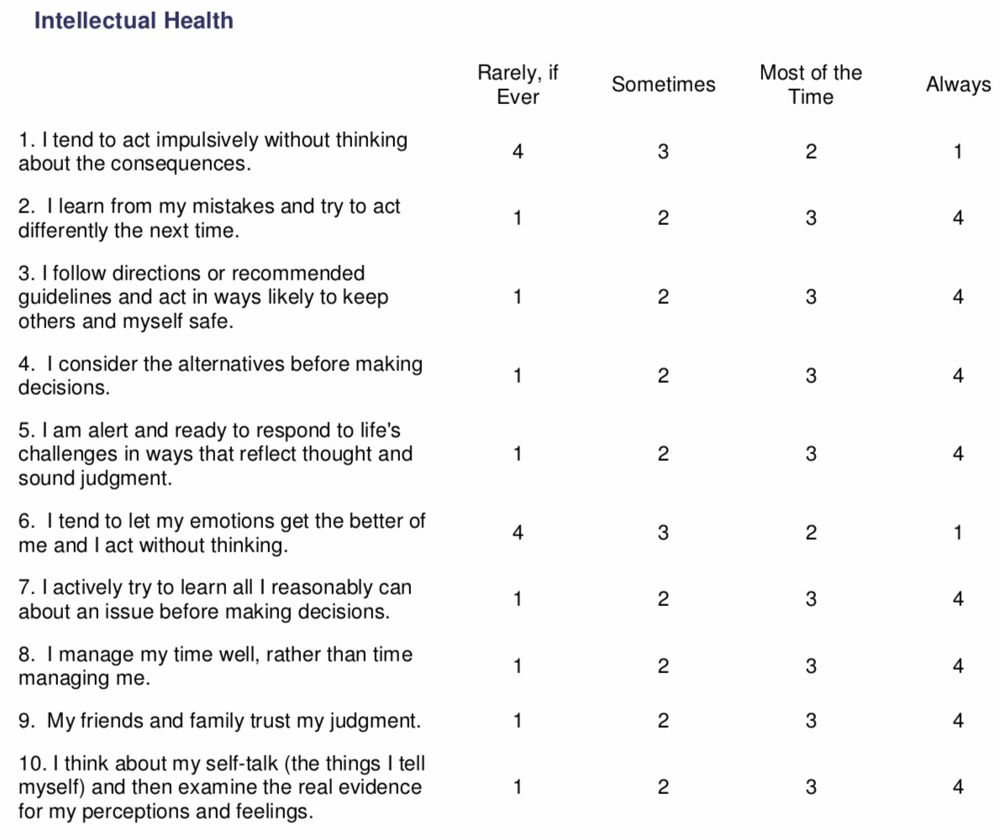 Intellectual Health
Rarely, if
Ever
Sometimes
Most of the
Time
Always
1. I tend to act impulsively without thinking
about the consequences.
4 3 2 1
2. I learn from my mistakes and try to act
differently the next time.
1 2 3 4
3. I follow directions or recommended
guidelines and act in ways likely to keep
others and myself safe.
1 2 3 4
4. I consider the alternatives before making
decisions.
1 2 3 4
5. I am alert and ready to respond to life's
challenges in ways that reflect thought and
sound judgment.
1 2 3 4
6. I tend to let my emotions get the better of
me and I act without thinking.
4 3 2 1
7. I actively try to learn all I reasonably can
about an issue before making decisions.
1 2 3 4
8. I manage my time well, rather than time
managing me.
1 2 3 4
9. My friends and family trust my judgment.
1 2 3 4
10. I think about my self-talk (the things I tell
myself) and then examine the real evidence
for my perceptions and feelings.
1 2 3 4